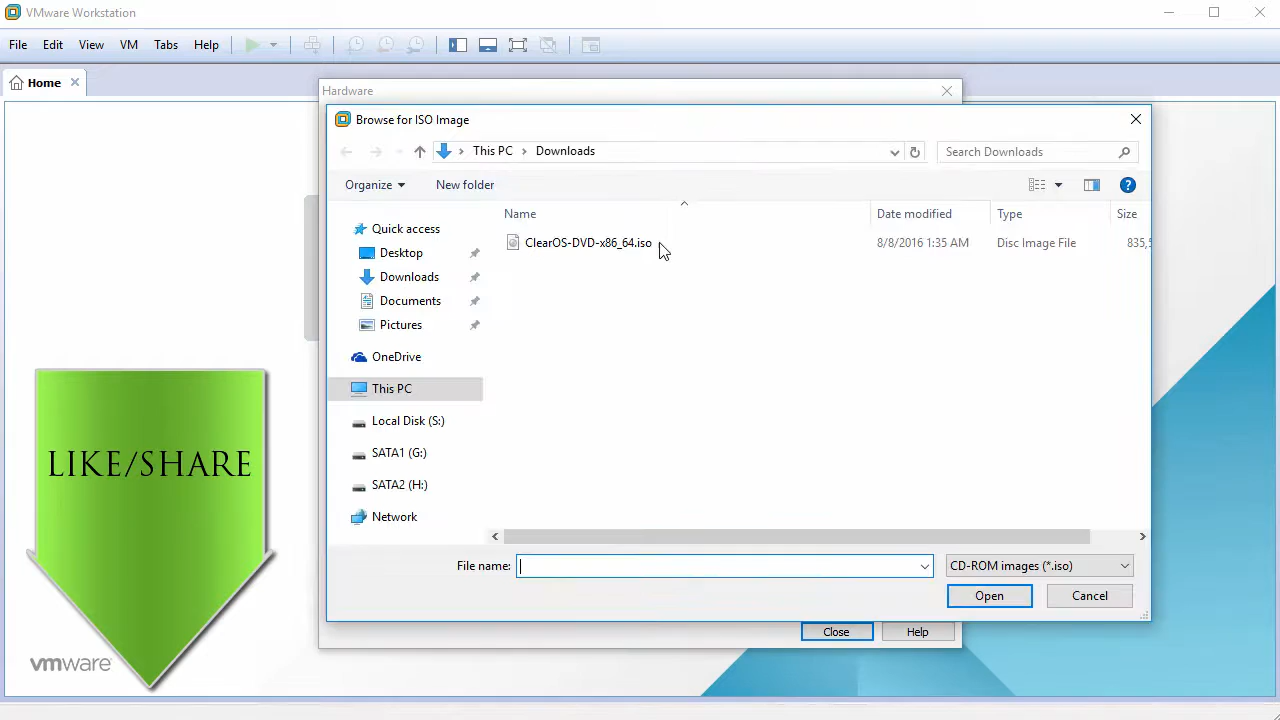 VMware Workstation
File Edit View VM Tabs Help
Home
Hardware
Browse for ISO Image
This PC Downloads
Search Downloads
Organize New folder
Name Date modified Type Size
ClearOS-DVD-x86_64.iso 8/8/2016 1:35 AM Disc Image File 835,5
Quick access
Desktop
Downloads
Documents
Pictures
OneDrive
This PC
Local Disk (S:)
SATA1 (G:)
SATA2 (H:)
Network
File name: CD-ROM images (*.iso)
Open Cancel
Close Help
LIKE/SHARE
vmware